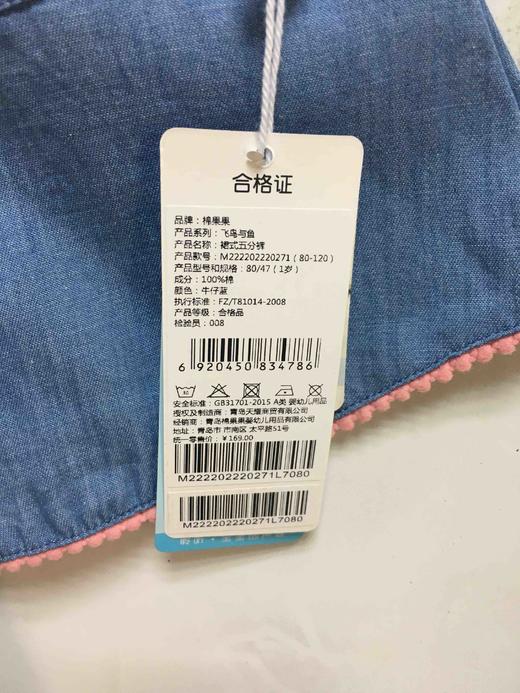 合格证
品牌：棉果果
产品系列：飞鸟与鱼
产品名称：裙式五分裤
产品款号：M222202220271（80-120）
产品型号和规格：80/47（1岁）
成分：100%棉
颜色：牛仔蓝
执行标准：FZ/T81014-2008
产品等级：合格品
检验员：008
6 920450 834786
安全标准：GB31701-2015 A类 婴幼儿用品
授权及制造商：青岛天耀商贸有限公司
经销商：青岛棉果果婴幼儿用品有限公司
地址：青岛市 市南区 太平路51号
统一零售价：￥169.00
M222202220271L7080
M222202220271L7080